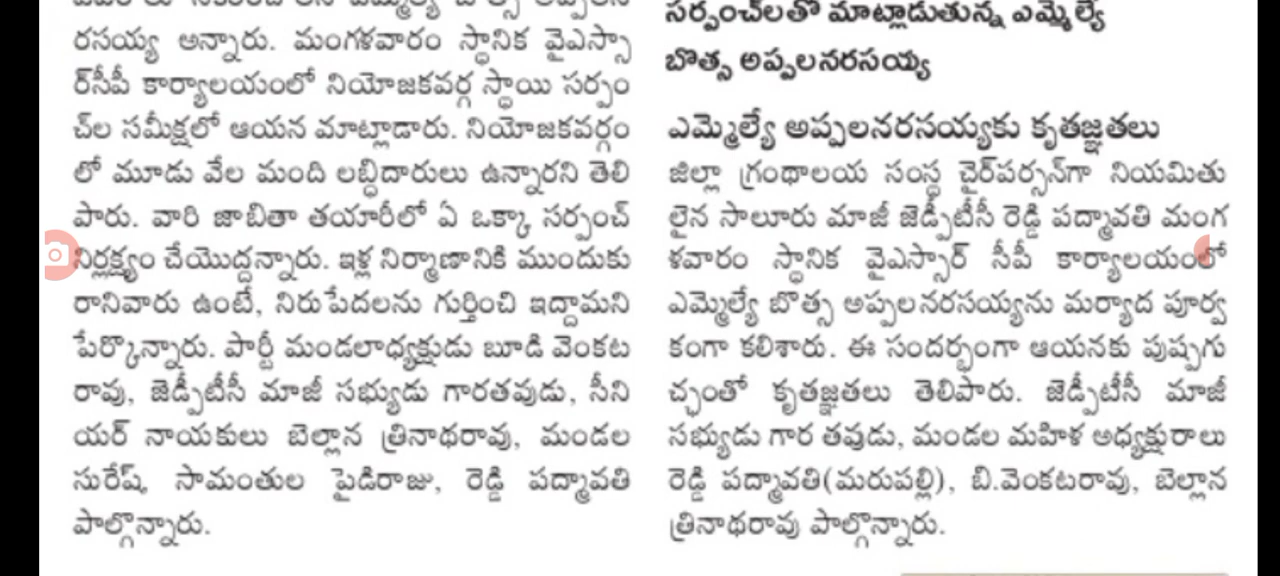 రసయ్య అన్నారు. మంగళవారం స్థానిక వైఎస్సా
ర్‌సీపీ కార్యాలయంలో నియోజకవర్గ స్థాయి సర్పం
చ్‌ల సమీక్షలో ఆయన మాట్లాడారు. నియోజకవర్గం
లో మూడు వేల మంది లబ్ధిదారులు ఉన్నారని తెలి
పారు. వారి జాబితా తయారీలో ఏ ఒక్కా సర్పంచ్
నిర్లక్ష్యం చేయొద్దన్నారు. ఇళ్ల నిర్మాణానికి ముందుకు
రానివారు ఉంటే, నిరుపేదలను గుర్తించి ఇద్దామని
పేర్కొన్నారు. పార్టీ మండలాధ్యక్షుడు బూడి వెంకట
రావు, జెడ్పీటీసీ మాజీ సభ్యుడు గారతవుడు, సీని
యర్ నాయకులు బెల్లాన త్రినాథరావు, మండల
సురేష్, సామంతుల పైడిరాజు, రెడ్డి పద్మావతి
పాల్గొన్నారు.
సర్పంచ్‌లతో మాట్లాడుతున్న ఎమ్మెల్యే
బొత్స అప్పలనరసయ్య
ఎమ్మెల్యే అప్పలనరసయ్యకు కృతజ్ఞతలు
జిల్లా గ్రంథాలయ సంస్థ చైర్‌పర్సన్‌గా నియమితు
లైన సాలూరు మాజీ జెడ్పీటీసీ రెడ్డి పద్మావతి మంగ
ళవారం స్థానిక వైఎస్సార్ సీపీ కార్యాలయంలో
ఎమ్మెల్యే బొత్స అప్పలనరసయ్యను మర్యాద పూర్వ
కంగా కలిశారు. ఈ సందర్భంగా ఆయనకు పుష్పగు
చ్ఛంతో కృతజ్ఞతలు తెలిపారు. జెడ్పీటీసీ మాజీ
సభ్యుడు గార తవుడు, మండల మహిళ అధ్యక్షురాలు
రెడ్డి పద్మావతి(మరుపల్లి), బి.వెంకటరావు, బెల్లాన
త్రినాథరావు పాల్గొన్నారు.